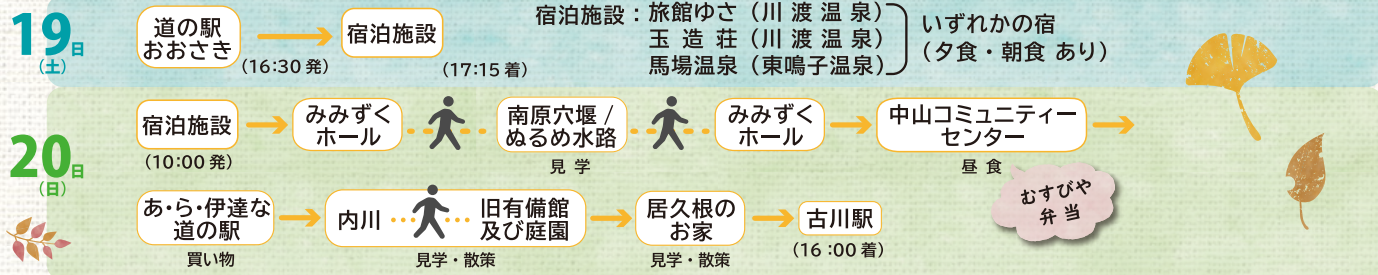 19日
（土）
道の駅
おおさき
（16:30 発）
宿泊施設
（17:15 着）
宿泊施設：旅館ゆさ（川渡温泉）
玉造荘（川渡温泉）
馬場温泉（東鳴子温泉）
いずれかの宿
（夕食・朝食 あり）
20日
（日）
宿泊施設
（10:00 発）
みみずく
ホール
南原穴堰 /
ぬるめ水路
見 学
みみずく
ホール
中山コミュニティー
センター
昼 食
むすびや
弁 当
あ・ら・伊達な
道の駅
買い物
内川
旧有備館
及び庭園
見学・散策
居久根の
お家
見学・散策
古川駅
（16：00 着）